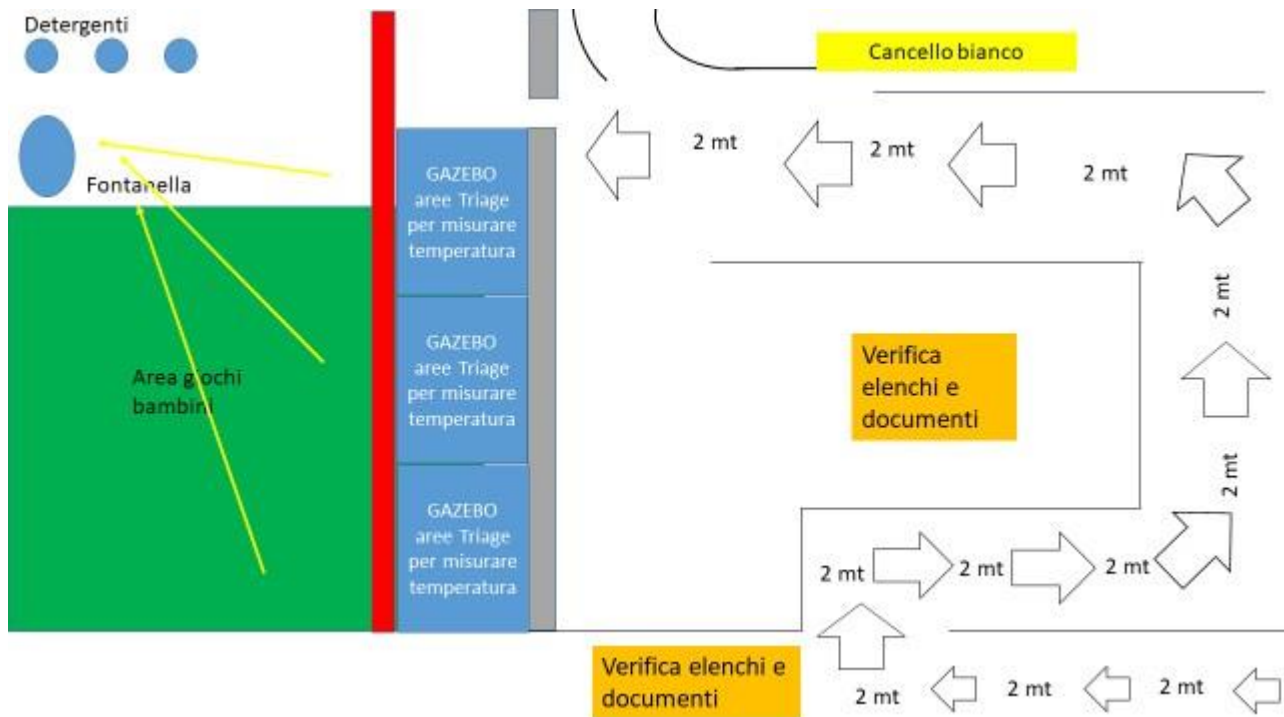 Detergenti
Cancello bianco
2 mt
2 mt
2 mt
Fontanella
GAZEBO
aree Triage
per misurare
temperatura
2 mt
GAZEBO
aree Triage
per misurare
temperatura
Verifica
elenchi e
documenti
Area giochi
bambini
2 mt
GAZEBO
aree Triage
per misurare
temperatura
2 mt
2 mt
2 mt
Verifica elenchi e
documenti
2 mt
2 mt
2 mt